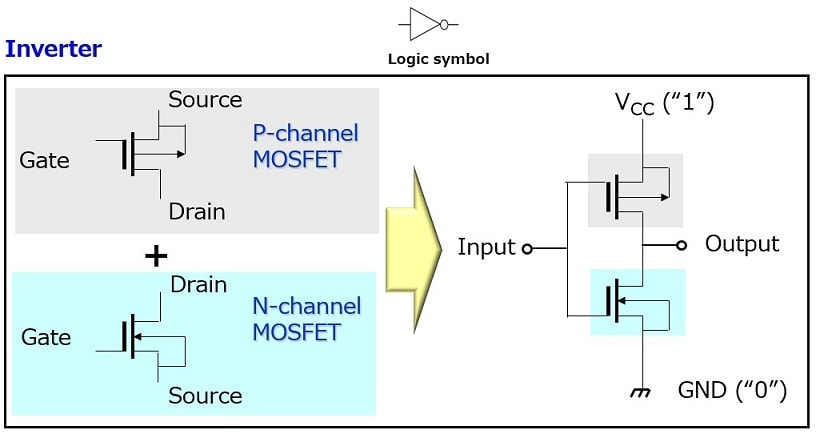 Inverter
Logic symbol
Source
Gate
P-channel
MOSFET
Drain
+
Drain
Gate
N-channel
MOSFET
Source
VCC (“1”)
Input
Output
GND (“0”)